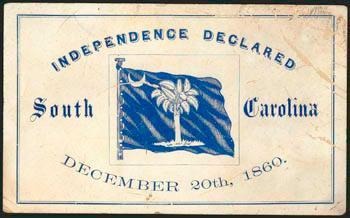 INDEPENDENCE DECLARED
South Carolina
DECEMBER 20th, 1860.